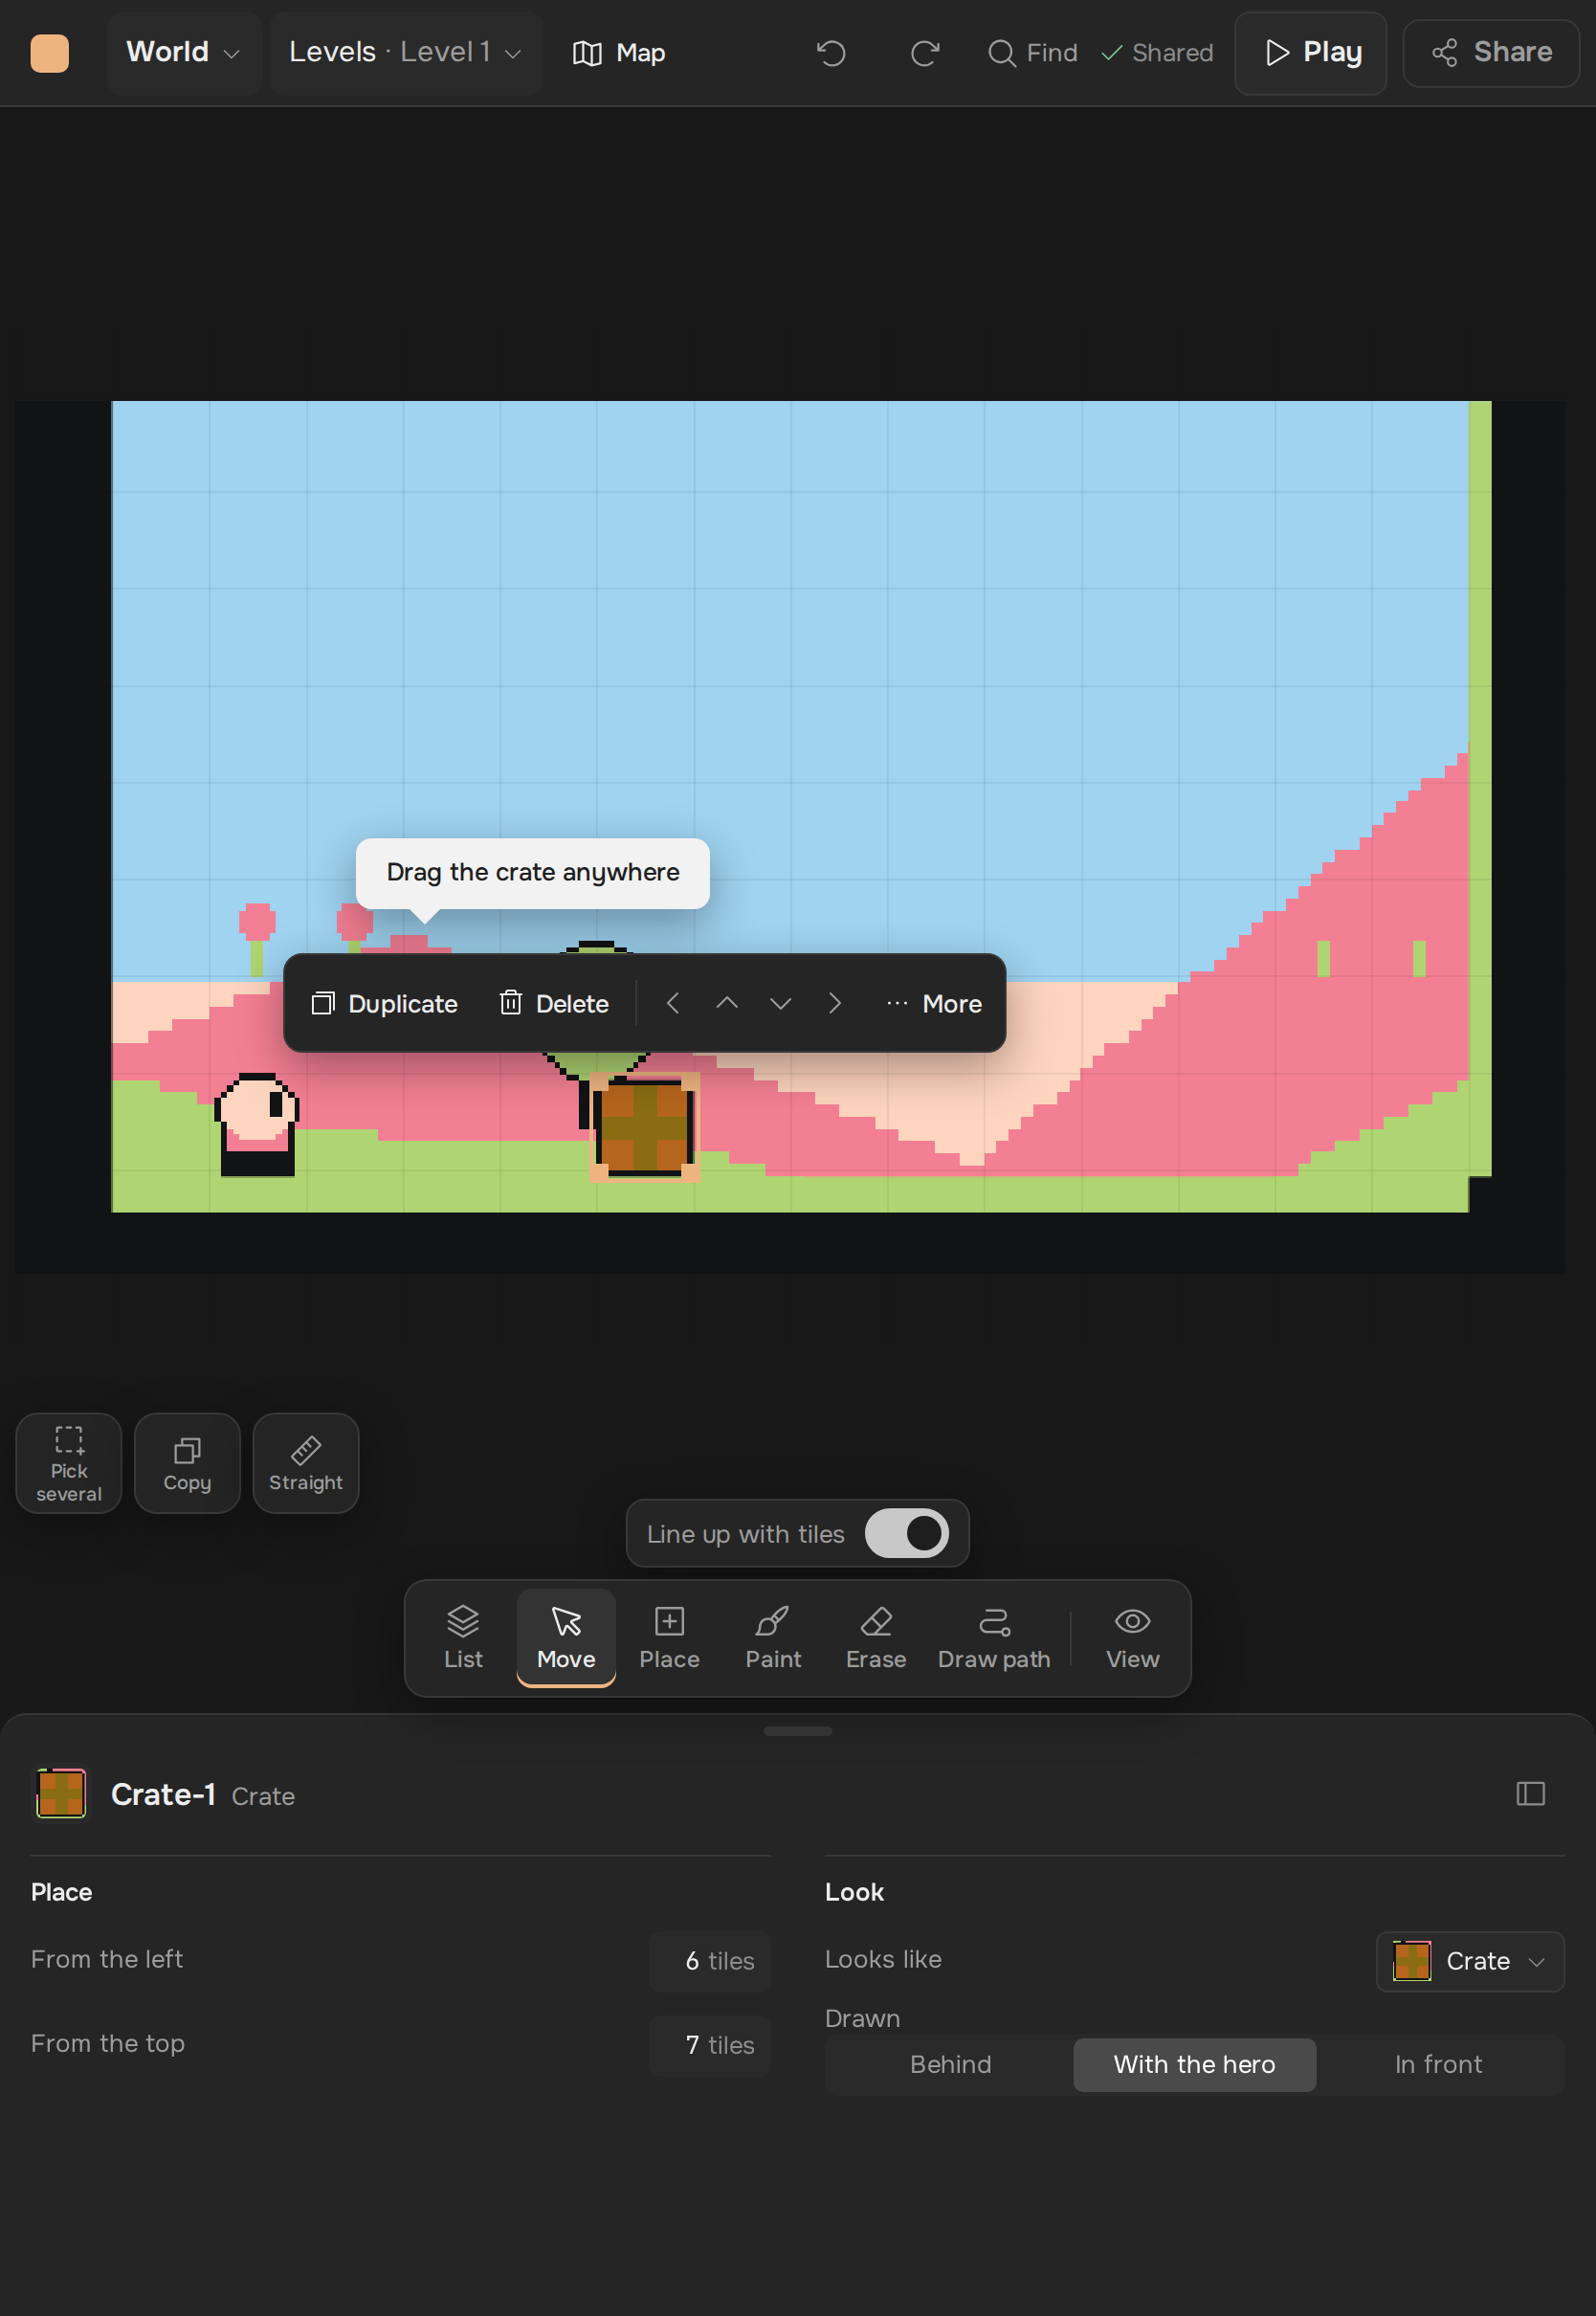 World
Levels · Level 1
Map
Find
Shared
Play
Share
Drag the crate anywhere
Duplicate
Delete
More
Pick
several
Copy
Straight
Line up with tiles
List
Move
Place
Paint
Erase
Draw path
View
Crate-1 Crate
Place
From the left
6 tiles
From the top
7 tiles
Look
Looks like
Crate
Drawn
Behind
With the hero
In front